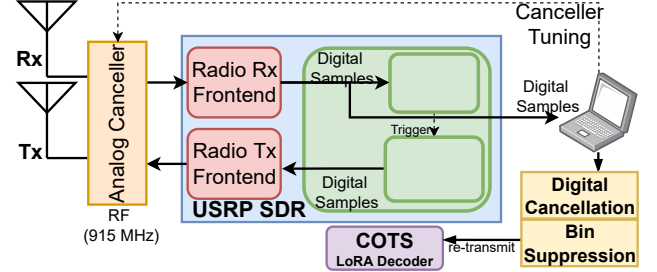 Canceller
Tuning
Rx
Tx
Analog Canceller
RF
(915 MHz)
Radio Rx
Frontend
Radio Tx
Frontend
USRP SDR
Digital
Samples
Trigger
Digital
Samples
Digital
Samples
Digital
Cancellation
Bin
Suppression
re-transmit
COTS
LoRA Decoder